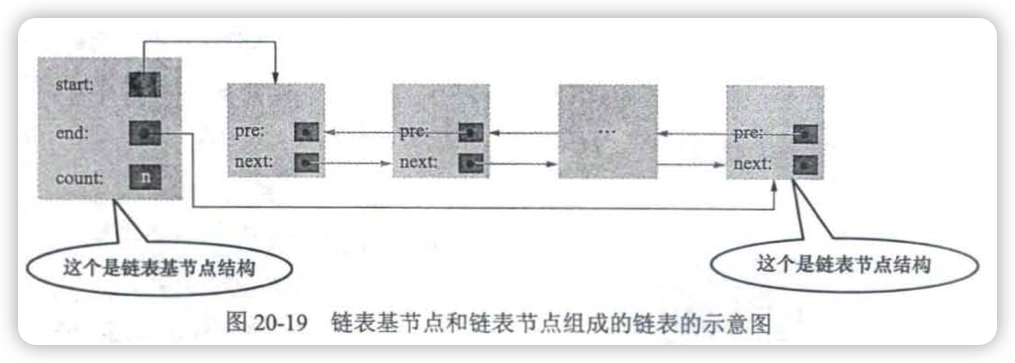 start:
end:
count: n
pre:
next:
pre:
next:
...
pre:
next:
这个是链表基节点结构
这个是链表节点结构
图 20-19 链表基节点和链表节点组成的链表的示意图